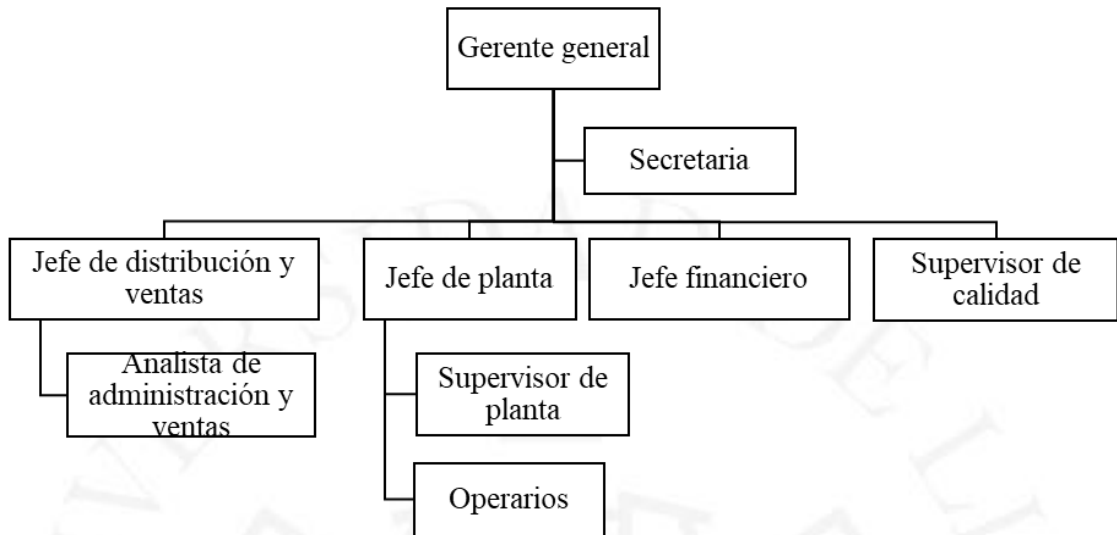 Gerente general
Secretaria
Jefe de distribución y
ventas
Jefe de planta
Jefe financiero
Supervisor de
calidad
Analista de
administración y
ventas
Supervisor de
planta
Operarios